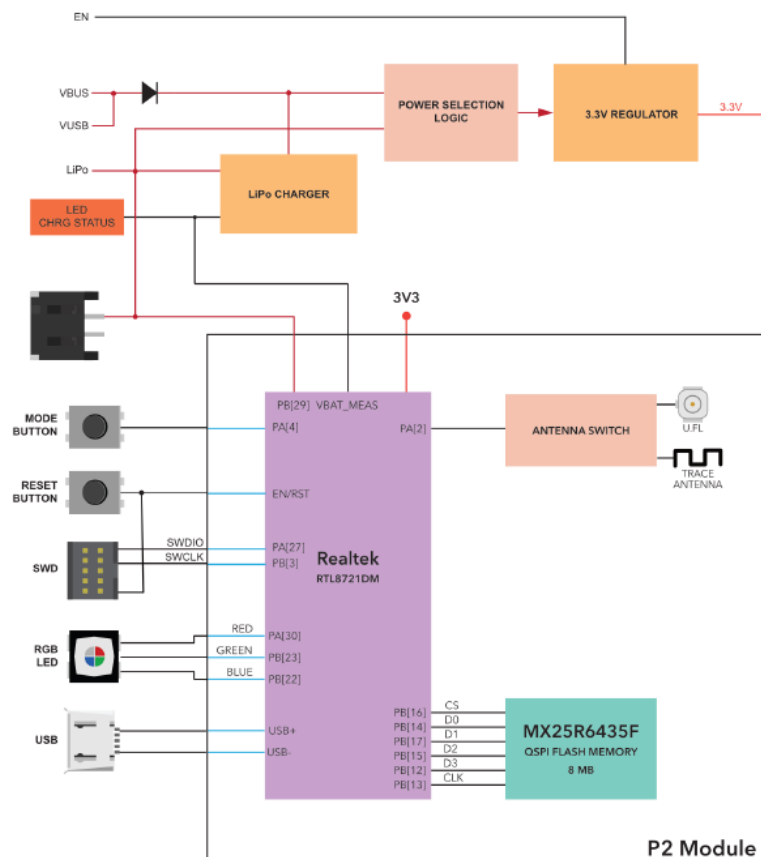 EN
VBUS
VUSB
LiPo
POWER SELECTION
LOGIC
3.3V REGULATOR
3.3V
LiPo CHARGER
LED
CHRG STATUS
3V3
PB[29] VBAT_MEAS
MODE
BUTTON
PA[4]
PA[2]
ANTENNA SWITCH
U.FL
TRACE
ANTENNA
RESET
BUTTON
EN/RST
SWD
SWDIO
SWCLK
PA[27]
PB[3]
Realtek
RTL8721DM
RGB
LED
RED
GREEN
BLUE
PA[30]
PB[23]
PB[22]
USB
USB+
USB-
PB[16]
PB[14]
PB[17]
PB[15]
PB[12]
PB[13]
CS
D0
D1
D2
D3
CLK
MX25R6435F
QSPI FLASH MEMORY
8 MB
P2 Module